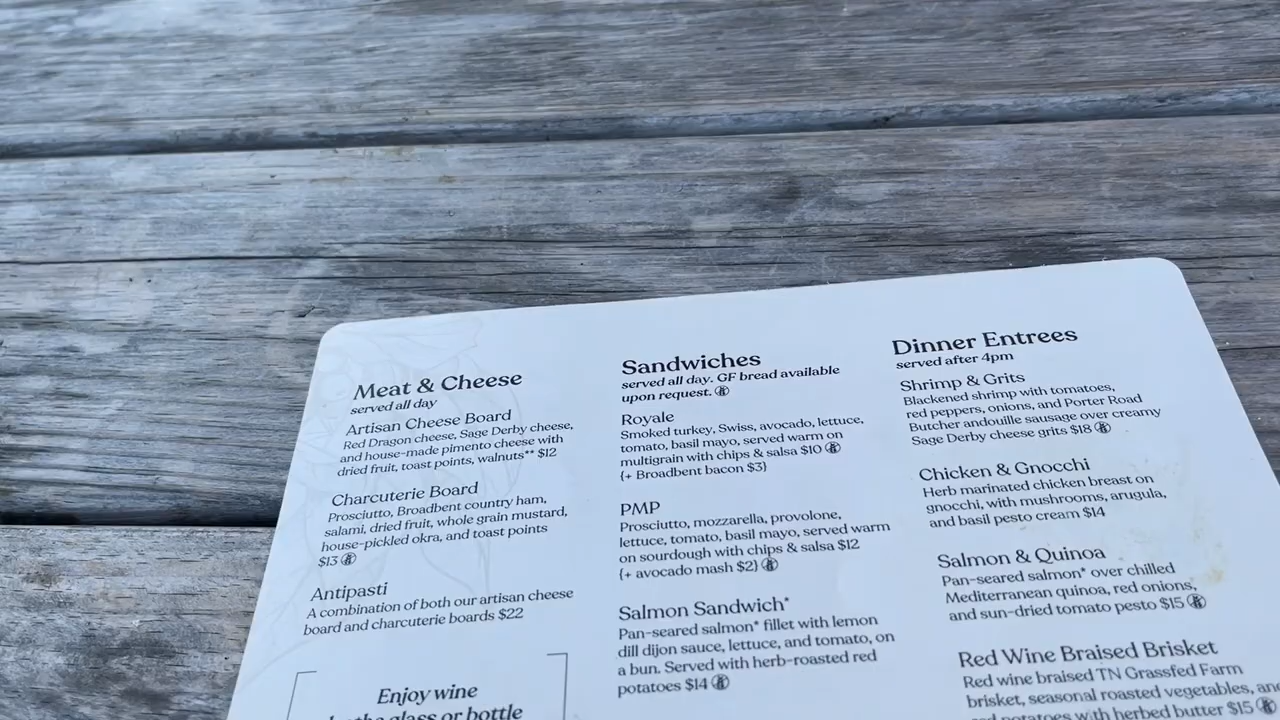 Meat & Cheese
served all day
Artisan Cheese Board
Red Dragon cheese, Sage Derby cheese,
and house-made pimento cheese with
dried fruit, toast points, walnuts** $12
Charcuterie Board
Prosciutto, Broadbent country ham,
salami, dried fruit, whole grain mustard,
house-pickled okra, and toast points
$13
Antipasti
A combination of both our artisan cheese
board and charcuterie boards $22
Enjoy wine
the glass or bottle
Sandwiches
served all day. GF bread available
upon request.
Royale
Smoked turkey, Swiss, avocado, lettuce,
tomato, basil mayo, served warm on
multigrain with chips & salsa $10
{+ Broadbent bacon $3}
PMP
Prosciutto, mozzarella, provolone,
lettuce, tomato, basil mayo, served warm
on sourdough with chips & salsa $12
{+ avocado mash $2}
Salmon Sandwich*
Pan-seared salmon* fillet with lemon
dill dijon sauce, lettuce, and tomato, on
a bun. Served with herb-roasted red
potatoes $14
Dinner Entrees
served after 4pm
Shrimp & Grits
Blackened shrimp with tomatoes,
red peppers, onions, and Porter Road
Butcher andouille sausage over creamy
Sage Derby cheese grits $18
Chicken & Gnocchi
Herb marinated chicken breast on
gnocchi, with mushrooms, arugula,
and basil pesto cream $14
Salmon & Quinoa
Pan-seared salmon* over chilled
Mediterranean quinoa, red onions,
and sun-dried tomato pesto $15
Red Wine Braised Brisket
Red wine braised TN Grassfed Farm
brisket, seasonal roasted vegetables, and
red potatoes with herbed butter $15